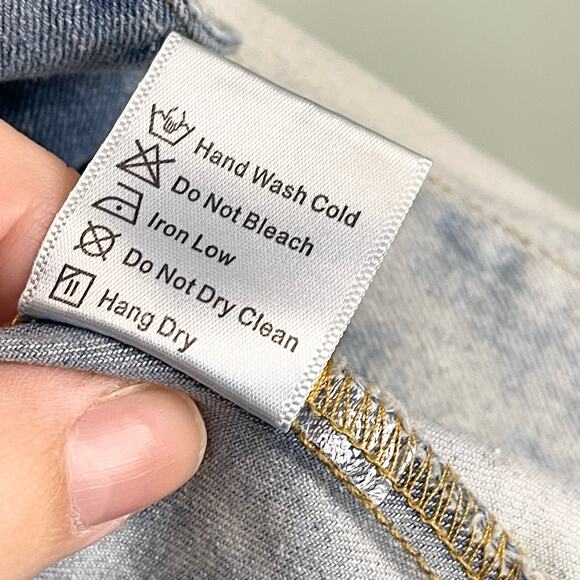 Hand Wash Cold
Do Not Bleach
Iron Low
Do Not Dry Clean
Hang Dry